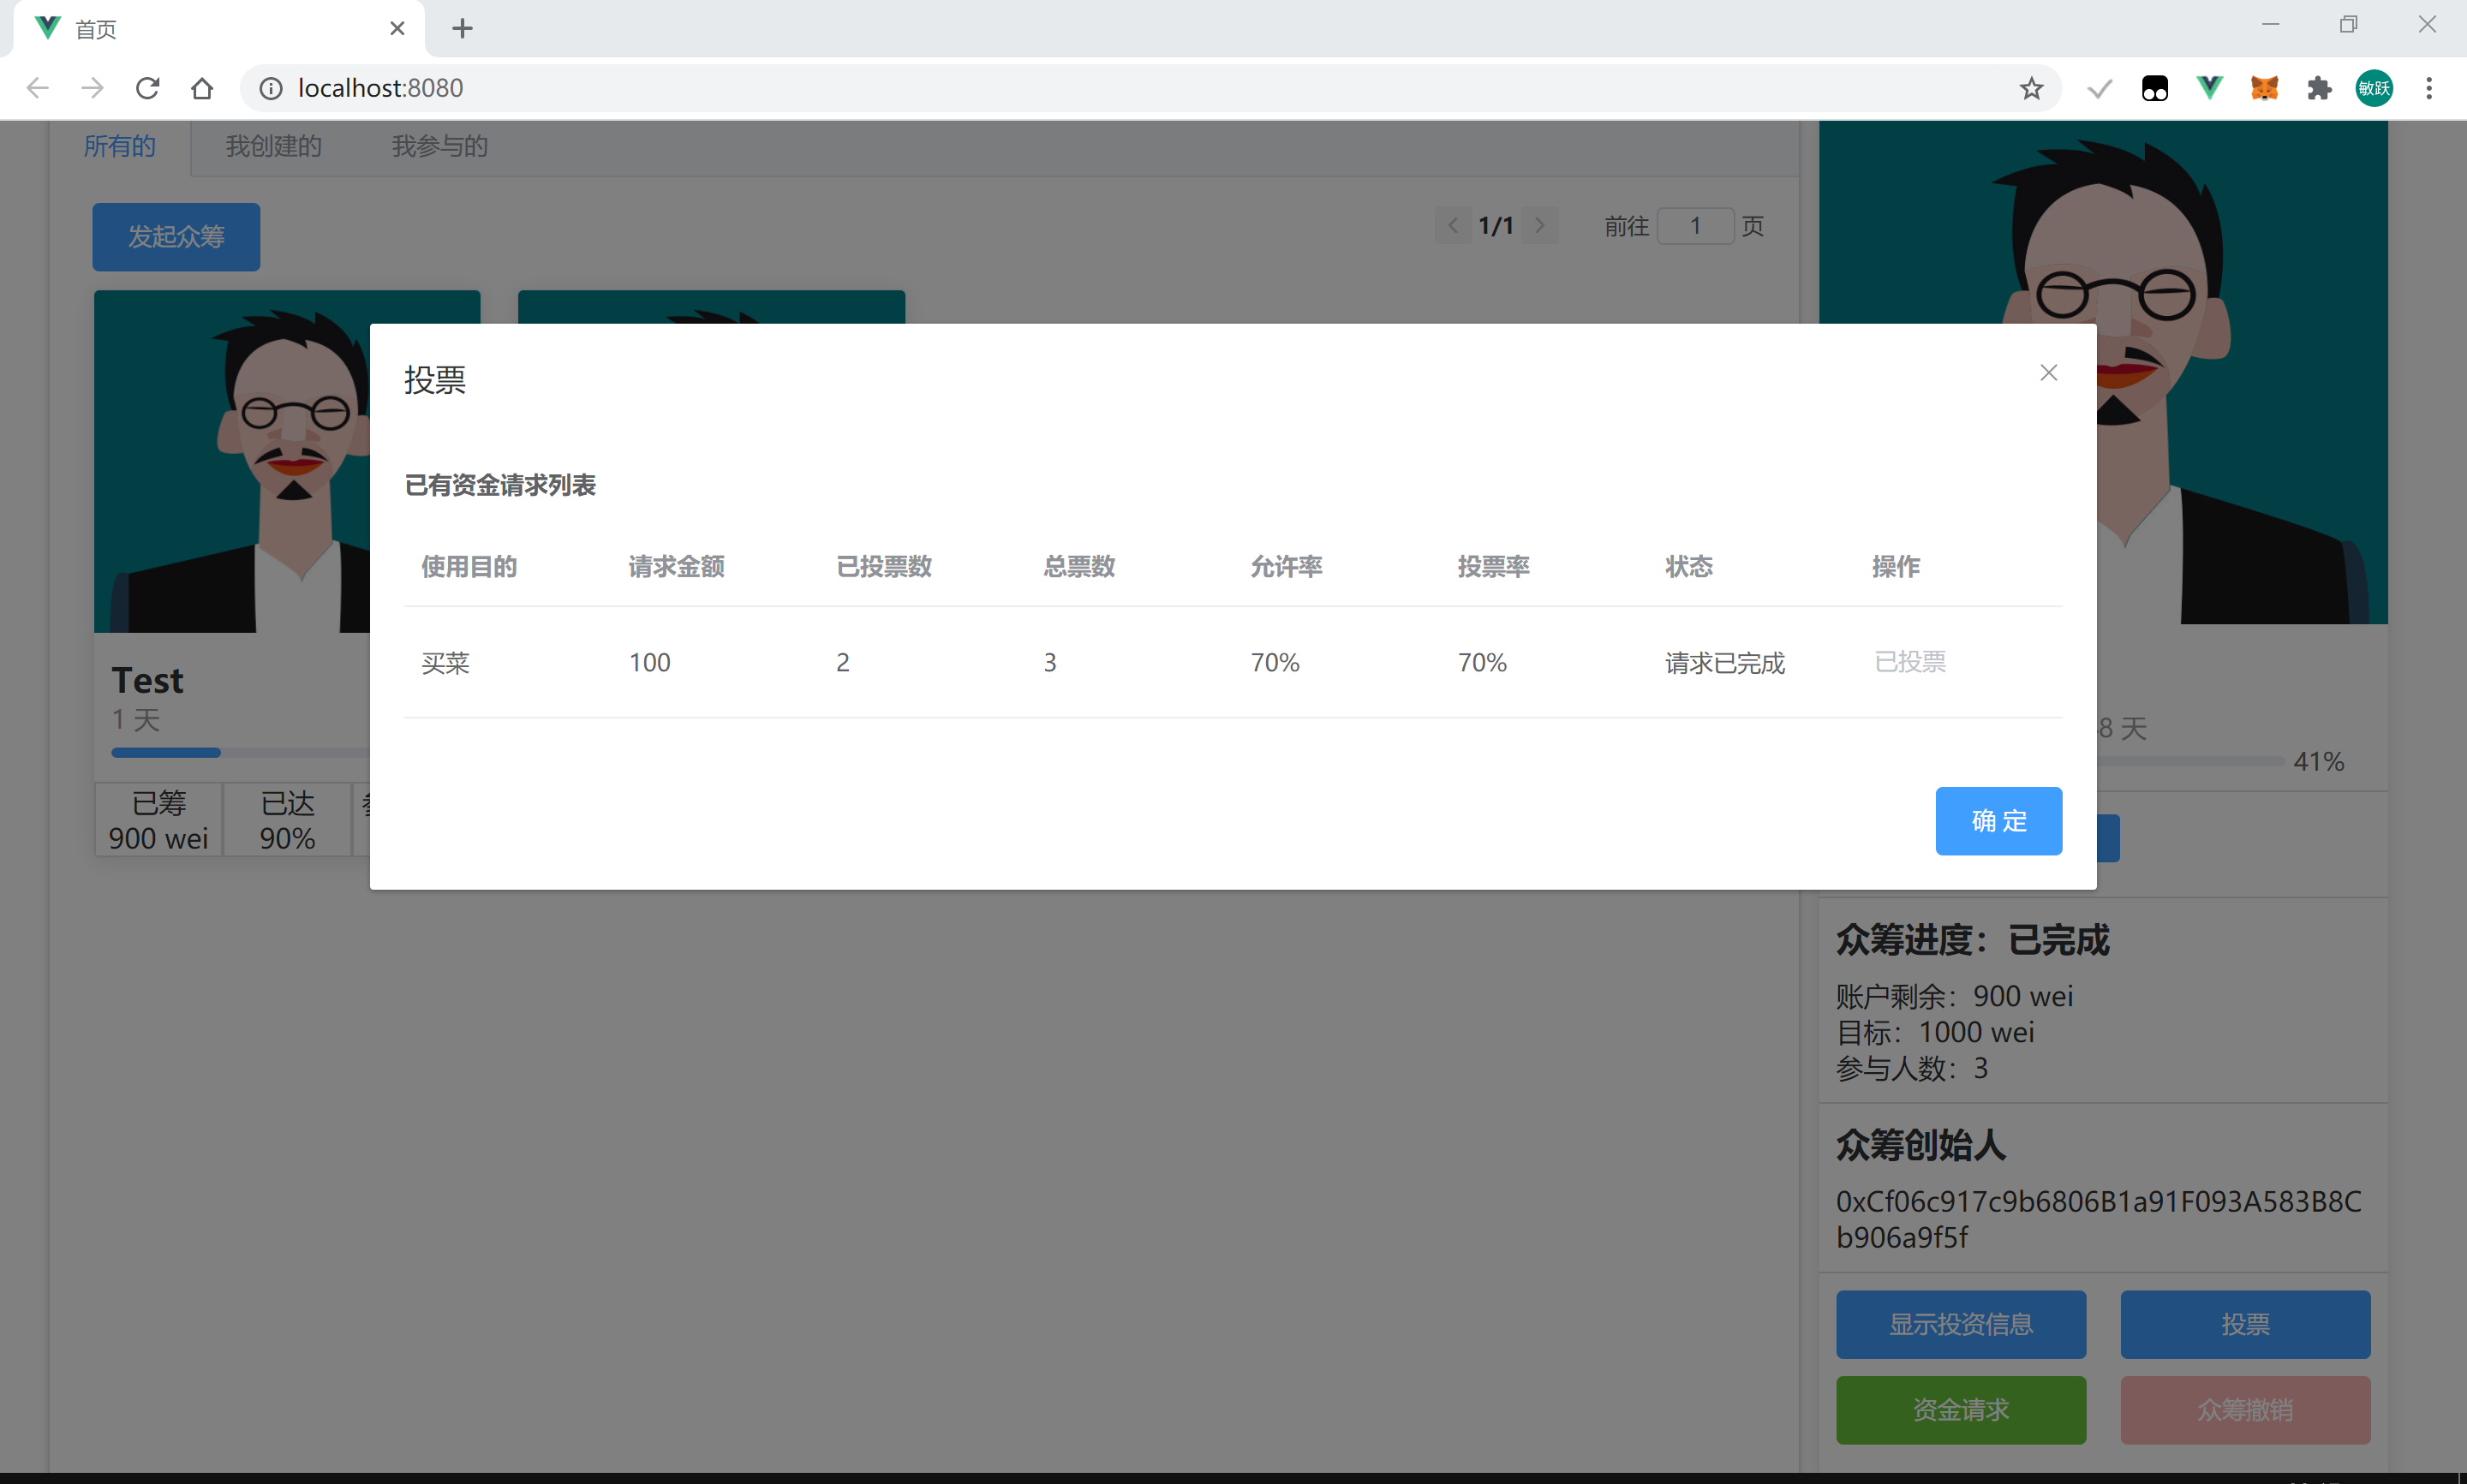 首页
localhost:8080
敏跃
所有的
我创建的
我参与的
发起众筹
1/1
前往 1 页
投票
已有资金请求列表
使用目的 请求金额 已投票数 总票数 允许率 投票率 状态 操作
买菜 100 2 3 70% 70% 请求已完成 已投票
确 定
Test
1 天
已筹 已达
900 wei 90%
8 天
41%
众筹进度：已完成
账户剩余：900 wei
目标：1000 wei
参与人数：3
众筹创始人
0xCf06c917c9b6806B1a91F093A583B8C
b906a9f5f
显示投资信息 投票
资金请求 众筹撤销